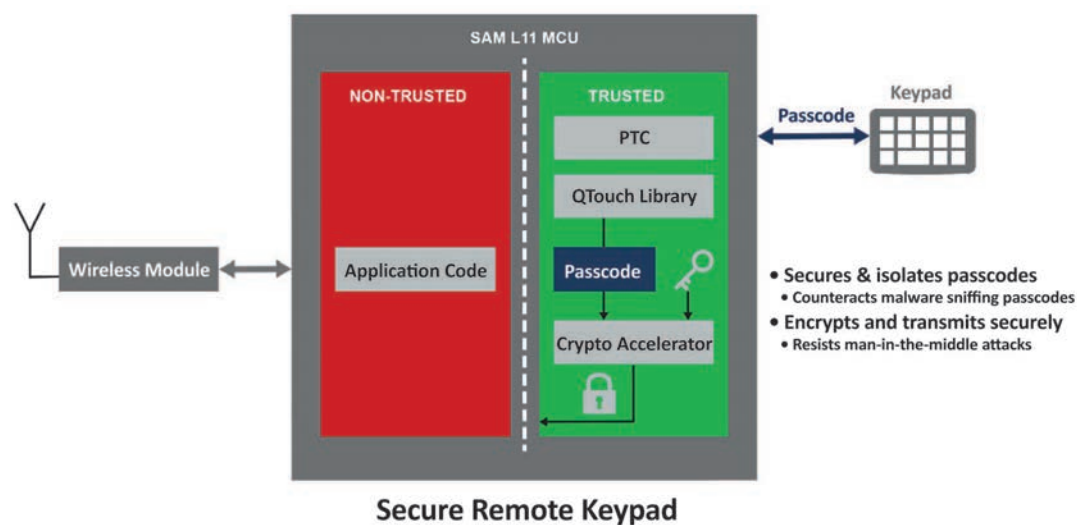 SAM L11 MCU
NON-TRUSTED
TRUSTED
PTC
QTouch Library
Application Code
Passcode
Crypto Accelerator
Wireless Module
Passcode
Keypad
• Secures & isolates passcodes
• Counteracts malware sniffing passcodes
• Encrypts and transmits securely
• Resists man-in-the-middle attacks
Secure Remote Keypad